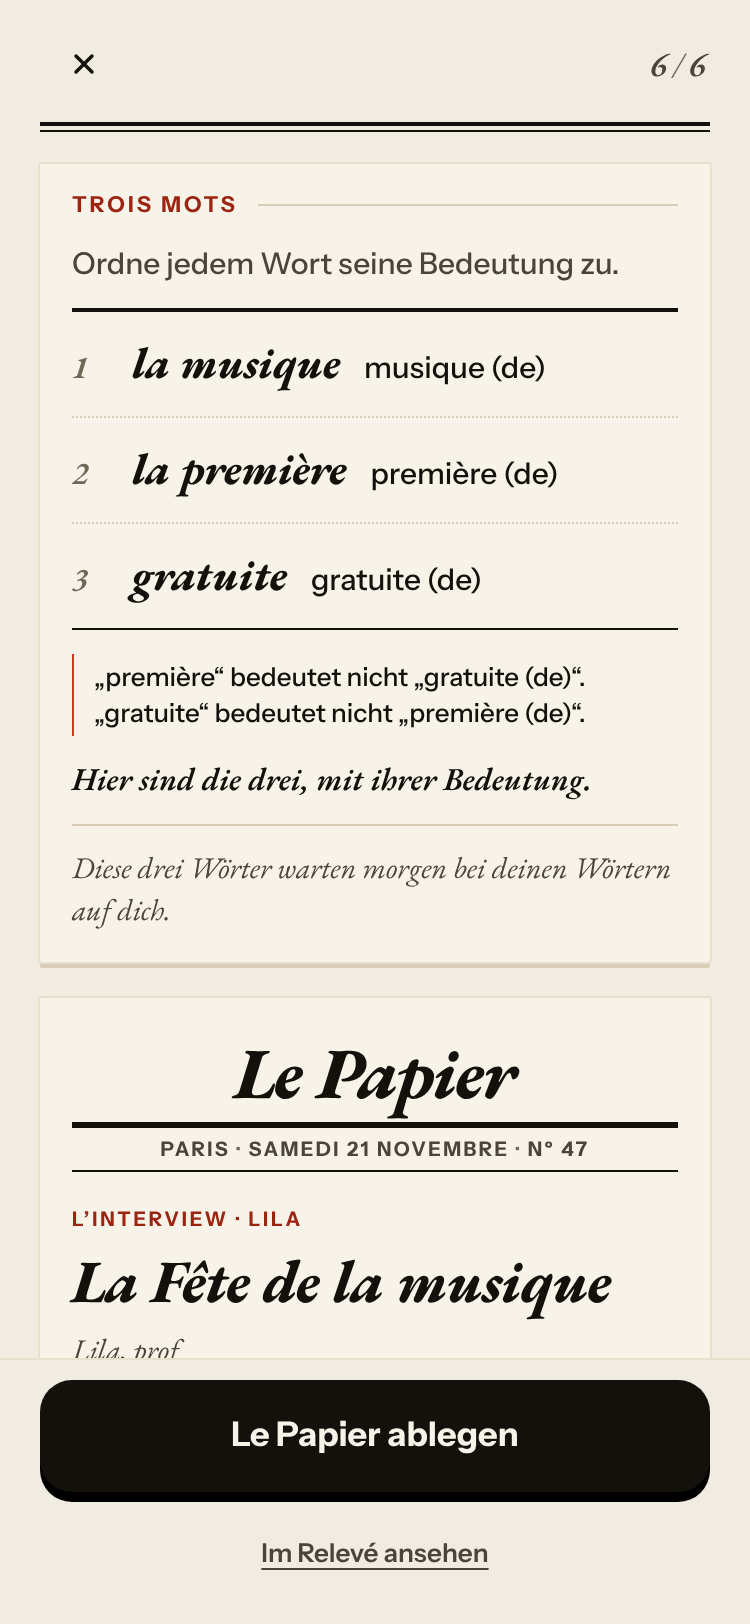 6/6
TROIS MOTS
Ordne jedem Wort seine Bedeutung zu.
1 la musique musique (de)
2 la première première (de)
3 gratuite gratuite (de)
„première“ bedeutet nicht „gratuite (de)“.
„gratuite“ bedeutet nicht „première (de)“.
Hier sind die drei, mit ihrer Bedeutung.
Diese drei Wörter warten morgen bei deinen Wörtern
auf dich.
Le Papier
PARIS · SAMEDI 21 NOVEMBRE · N° 47
L’INTERVIEW · LILA
La Fête de la musique
Lila, prof
Le Papier ablegen
Im Relevé ansehen